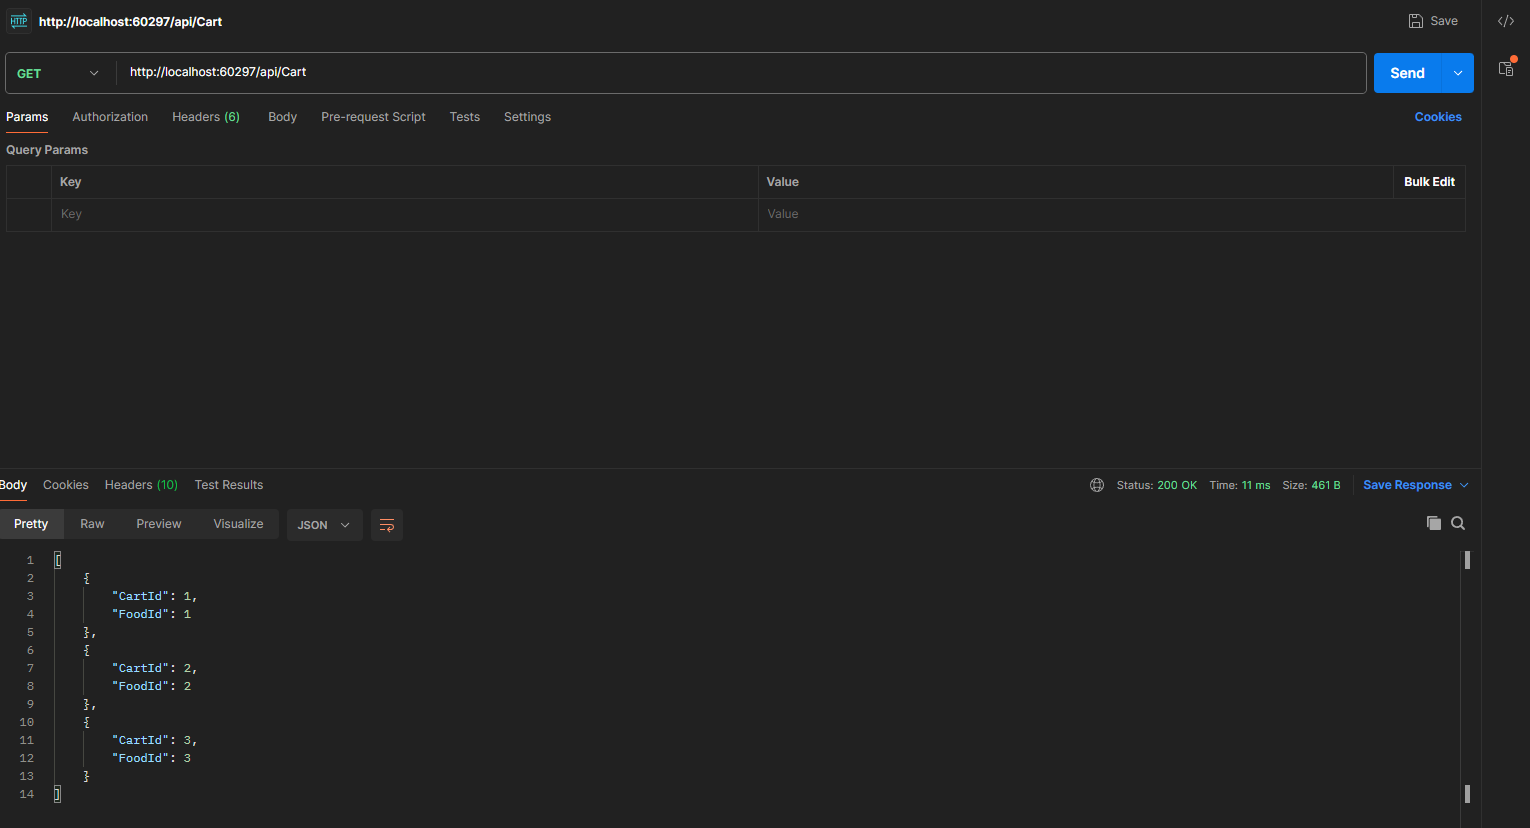 HTTP http://localhost:60297/api/Cart Save
GET http://localhost:60297/api/Cart Send
Params Authorization Headers (6) Body Pre-request Script Tests Settings Cookies
Query Params
Key Value Bulk Edit
Key Value
Body Cookies Headers (10) Test Results Status: 200 OK Time: 11 ms Size: 461 B Save Response
Pretty Raw Preview Visualize JSON
1 [
2 {
3 "CartId": 1,
4 "FoodId": 1
5 },
6 {
7 "CartId": 2,
8 "FoodId": 2
9 },
10 {
11 "CartId": 3,
12 "FoodId": 3
13 }
14 ]